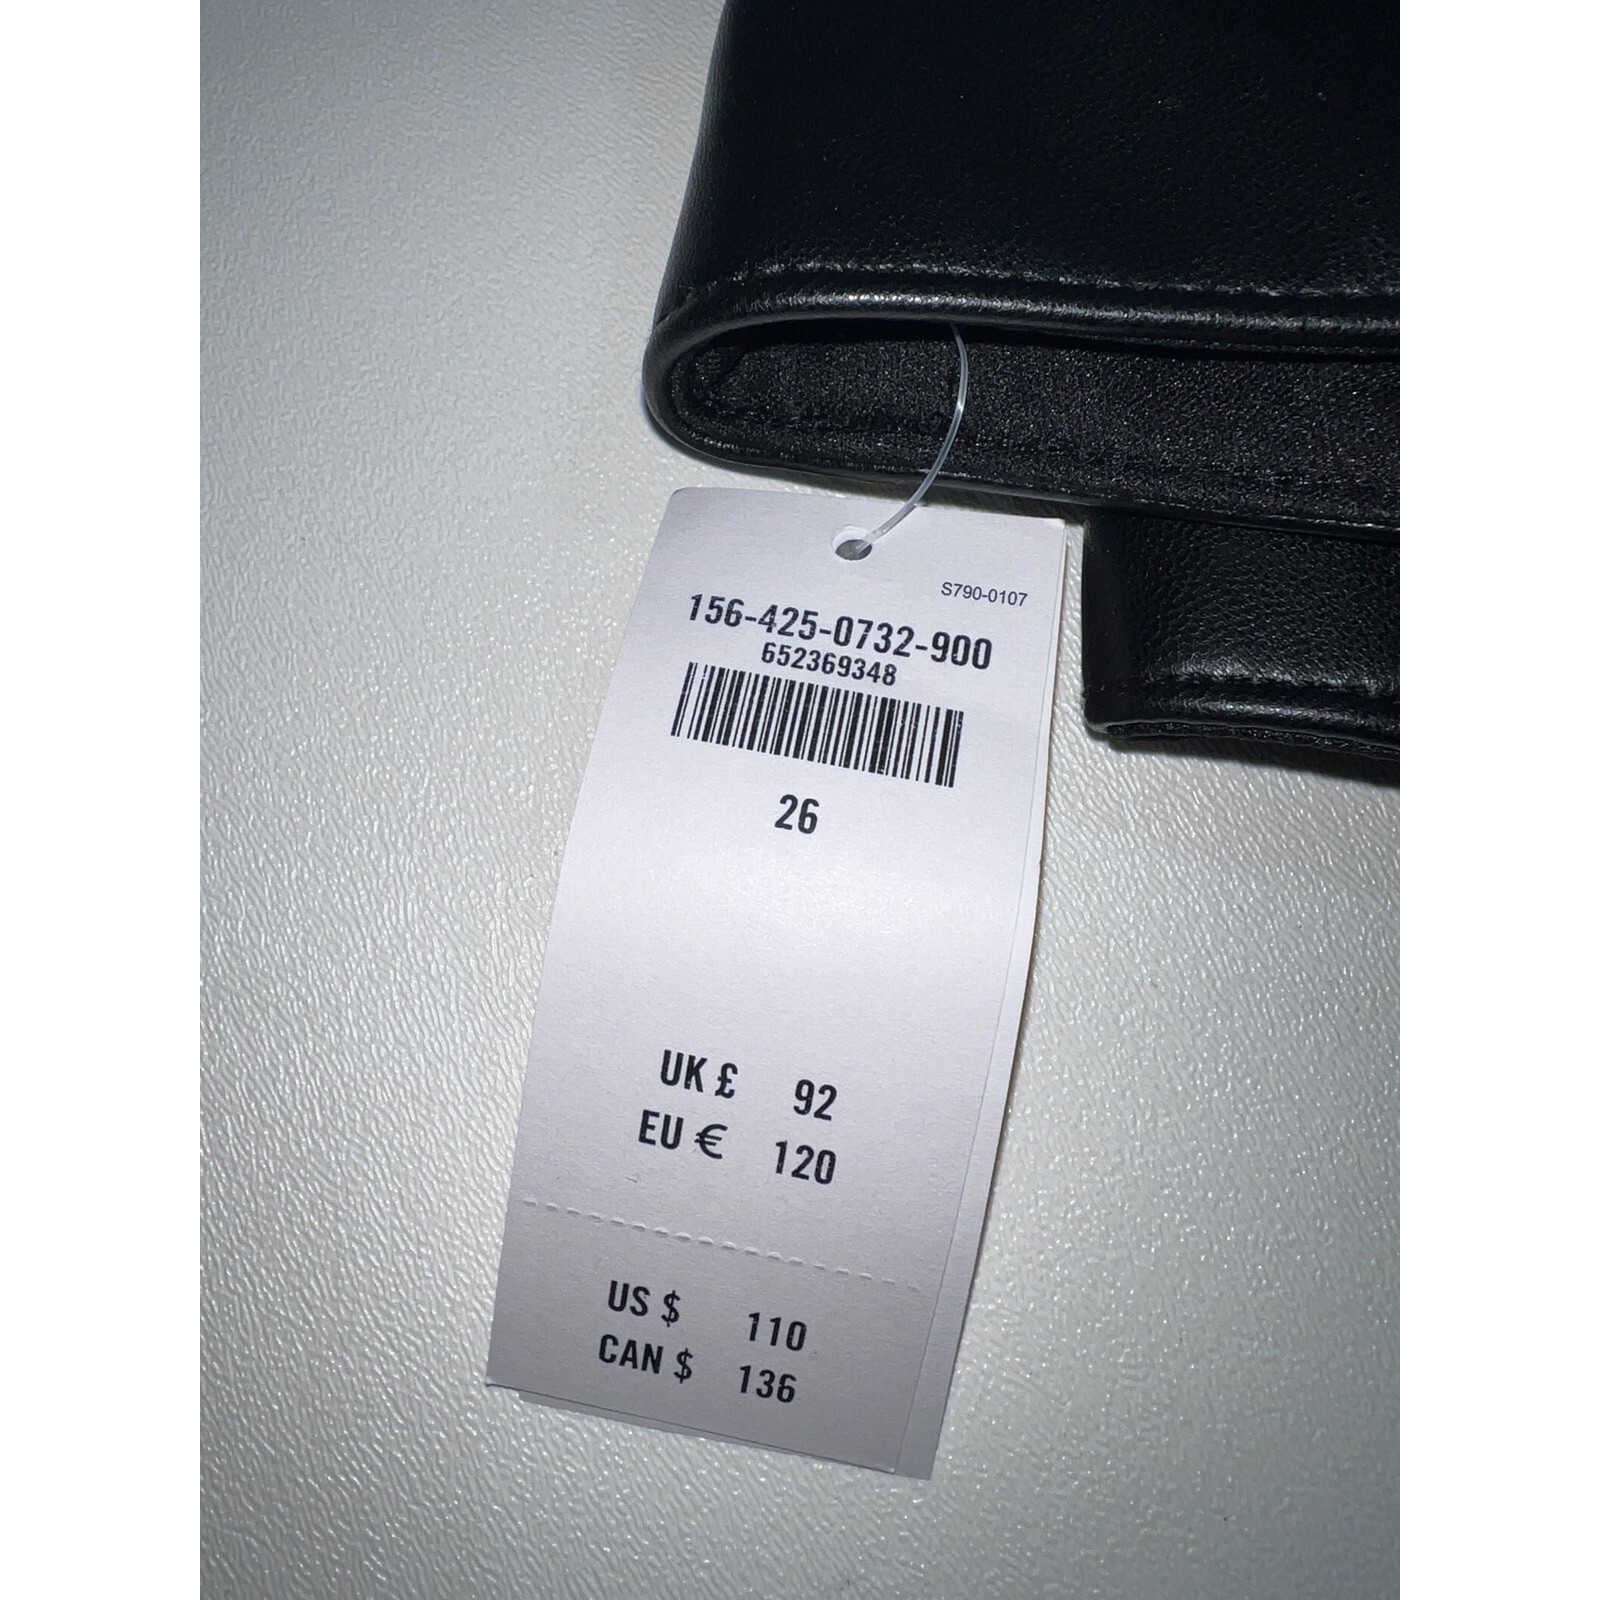 S790-0107
156-425-0732-900
652369348
26
UK £ 92
EU € 120
US $ 110
CAN $ 136